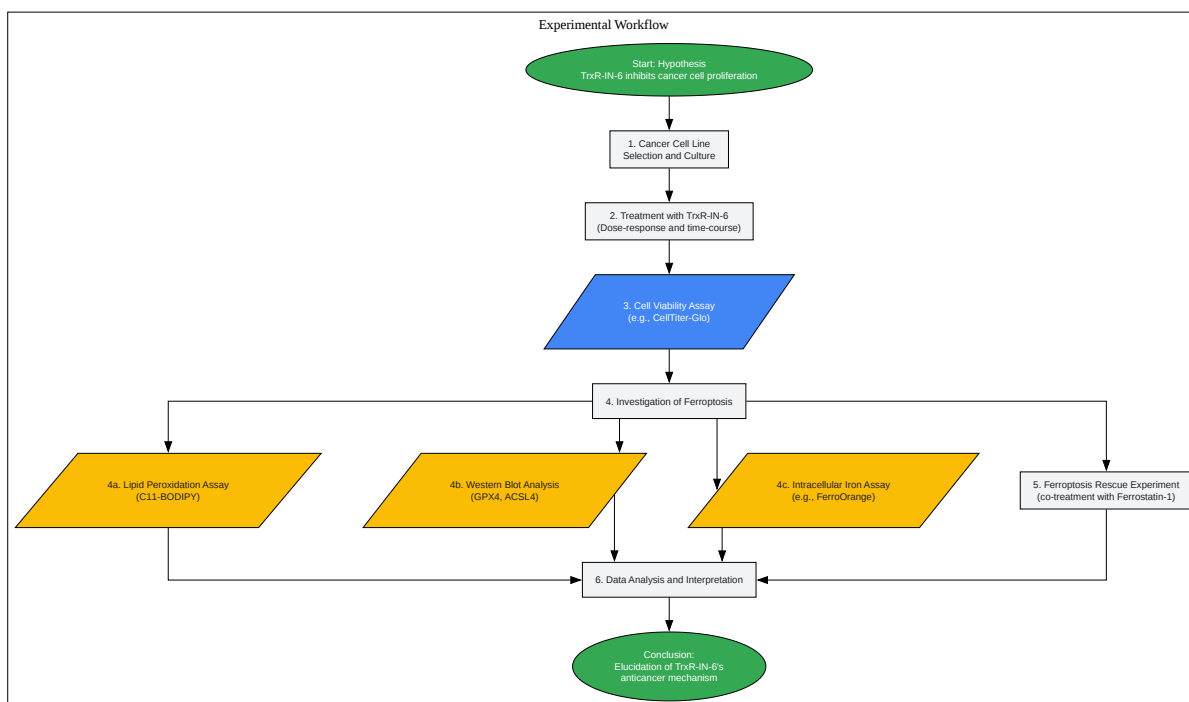 Experimental Workflow
Start: Hypothesis
TrxR-IN-6 inhibits cancer cell proliferation
1. Cancer Cell Line
Selection and Culture
2. Treatment with TrxR-IN-6
(Dose-response and time-course)
3. Cell Viability Assay
(e.g., CellTiter-Glo)
4. Investigation of Ferroptosis
4a. Lipid Peroxidation Assay
(C11-BODIPY)
4b. Western Blot Analysis
(GPX4, ACSL4)
4c. Intracellular Iron Assay
(e.g., FerroOrange)
5. Ferroptosis Rescue Experiment
(co-treatment with Ferrostatin-1)
6. Data Analysis and Interpretation
Conclusion:
Elucidation of TrxR-IN-6's
anticancer mechanism